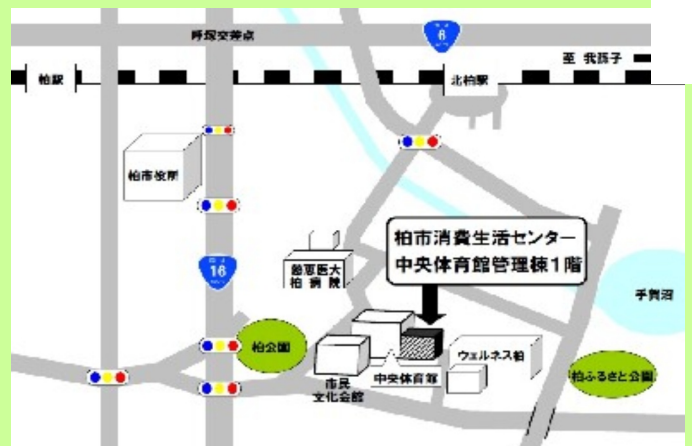 呼塚交差点
6
至 我孫子
柏駅
北柏駅
柏市役所
柏市消費生活センター
中央体育館管理棟1階
16
慈恵医大
柏病院
手賀沼
柏公園
ウェルネス柏
市民
文化会館
中央体育館
柏ふるさと公園